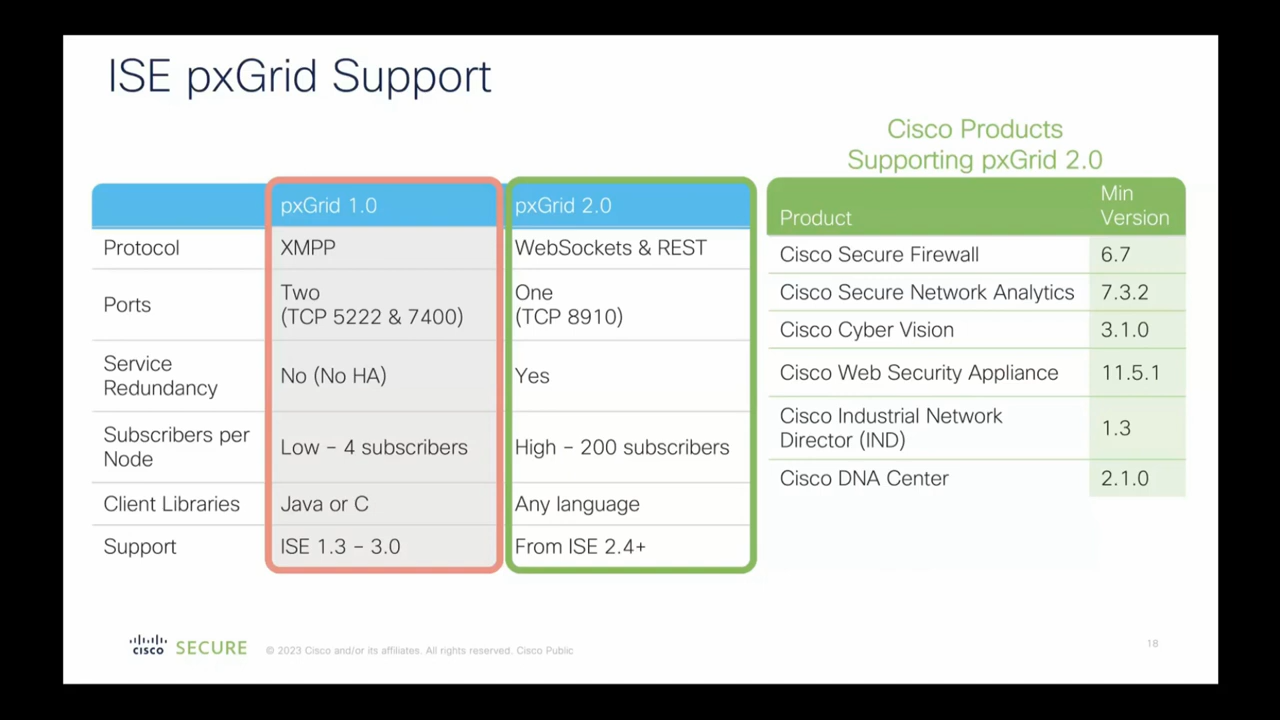 ISE pxGrid Support
pxGrid 1.0
pxGrid 2.0
Protocol
XMPP
WebSockets & REST
Ports
Two
(TCP 5222 & 7400)
One
(TCP 8910)
Service
Redundancy
No (No HA)
Yes
Subscribers per
Node
Low – 4 subscribers
High – 200 subscribers
Client Libraries
Java or C
Any language
Support
ISE 1.3 – 3.0
From ISE 2.4+
Cisco Products
Supporting pxGrid 2.0
Product
Min
Version
Cisco Secure Firewall
6.7
Cisco Secure Network Analytics
7.3.2
Cisco Cyber Vision
3.1.0
Cisco Web Security Appliance
11.5.1
Cisco Industrial Network
Director (IND)
1.3
Cisco DNA Center
2.1.0
cisco SECURE
© 2023 Cisco and/or its affiliates. All rights reserved. Cisco Public
18